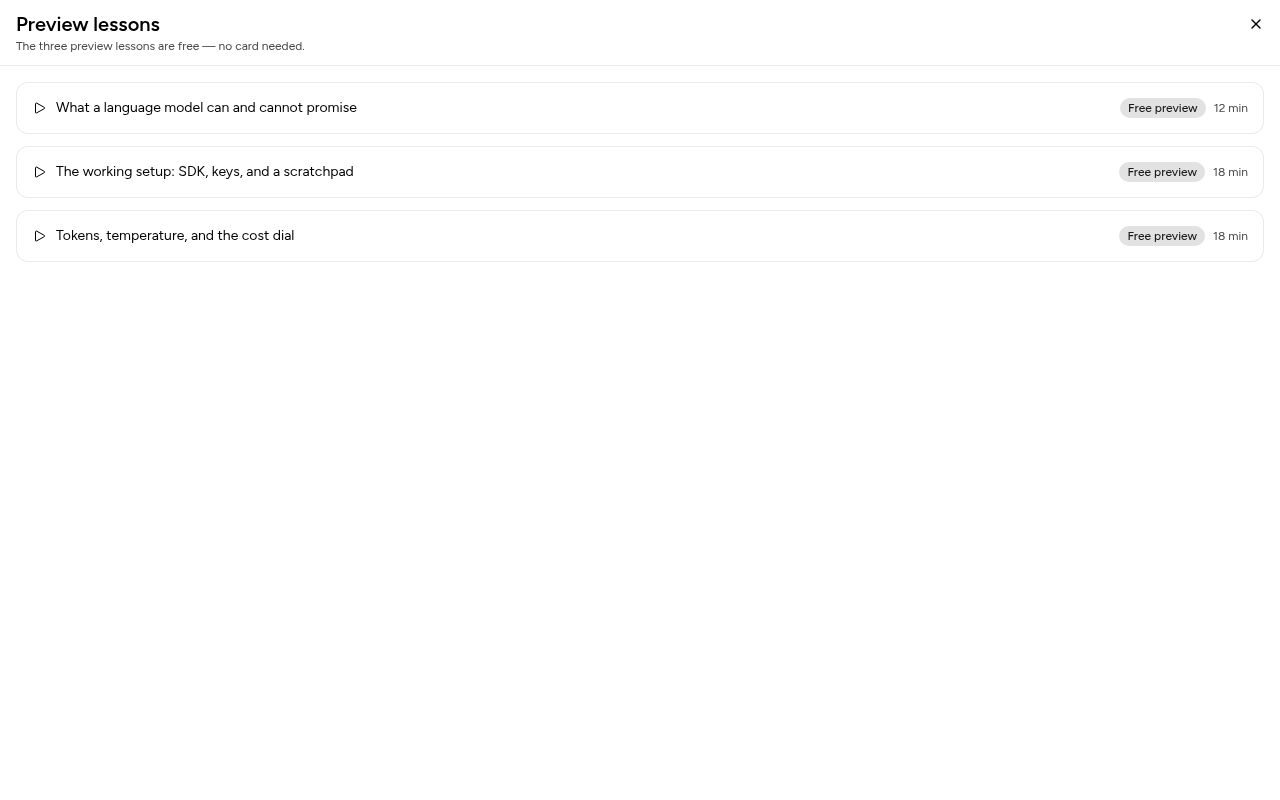 Preview lessons
The three preview lessons are free — no card needed.
What a language model can and cannot promise Free preview 12 min
The working setup: SDK, keys, and a scratchpad Free preview 18 min
Tokens, temperature, and the cost dial Free preview 18 min